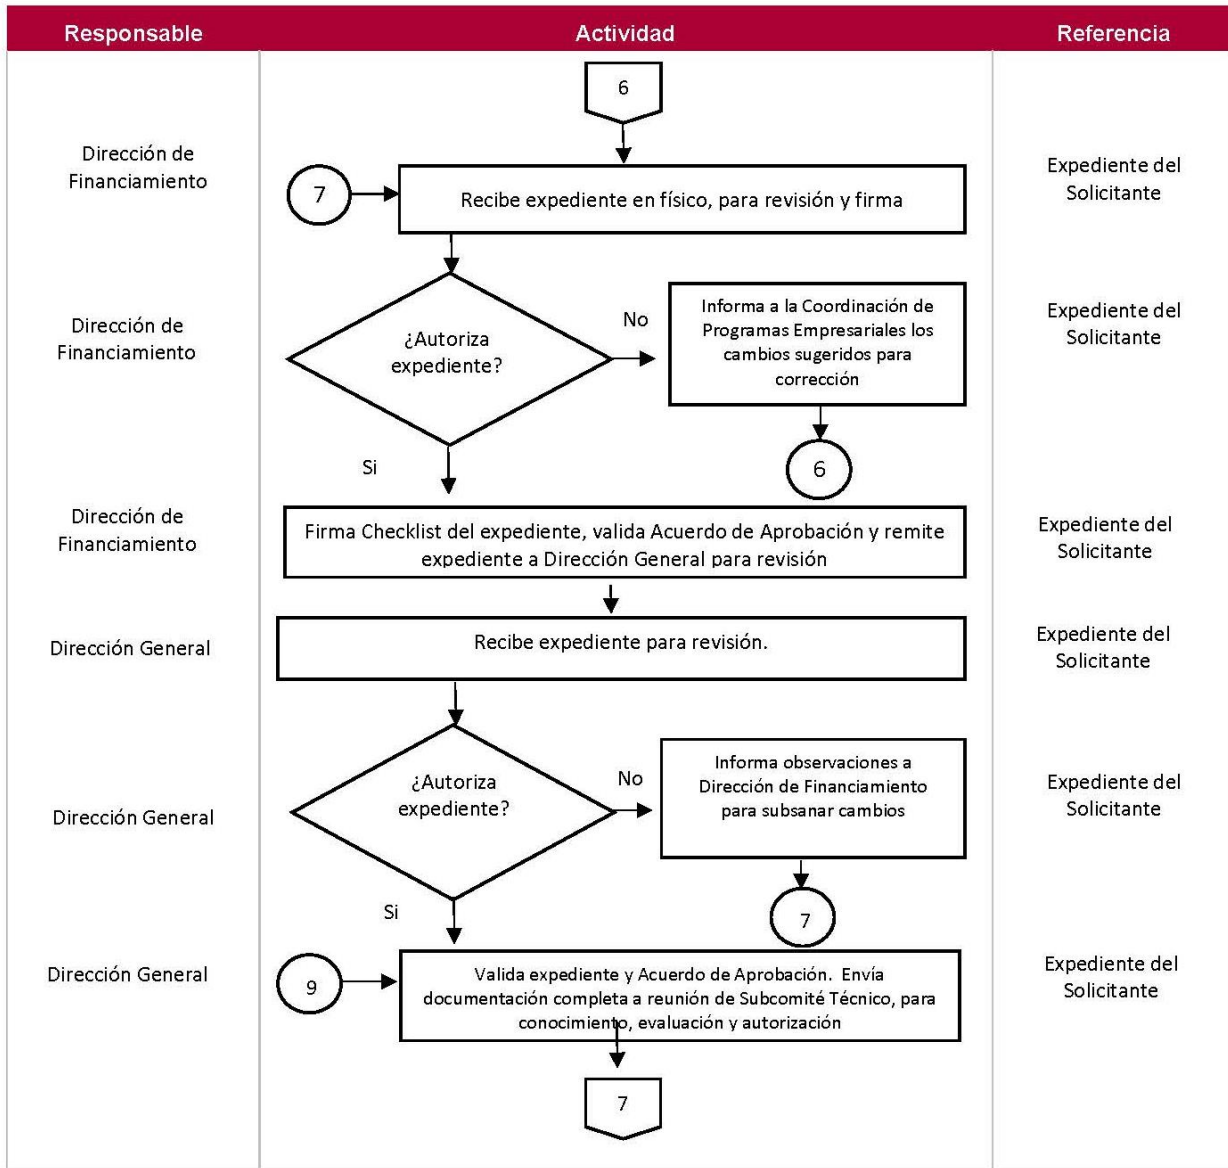 Responsable Actividad Referencia
6
Dirección de
Financiamiento
7
Recibe expediente en físico, para revisión y firma
Expediente del
Solicitante
Dirección de
Financiamiento
¿Autoriza
expediente?
No
Informa a la Coordinación de
Programas Empresariales los
cambios sugeridos para
corrección
Expediente del
Solicitante
Si
6
Dirección de
Financiamiento
Firma Checklist del expediente, valida Acuerdo de Aprobación y remite
expediente a Dirección General para revisión
Expediente del
Solicitante
Dirección General
Recibe expediente para revisión.
Expediente del
Solicitante
Dirección General
¿Autoriza
expediente?
No
Informa observaciones a
Dirección de Financiamiento
para subsanar cambios
Expediente del
Solicitante
Si
7
Dirección General
9
Valida expediente y Acuerdo de Aprobación. Envía
documentación completa a reunión de Subcomité Técnico, para
conocimiento, evaluación y autorización
Expediente del
Solicitante
7